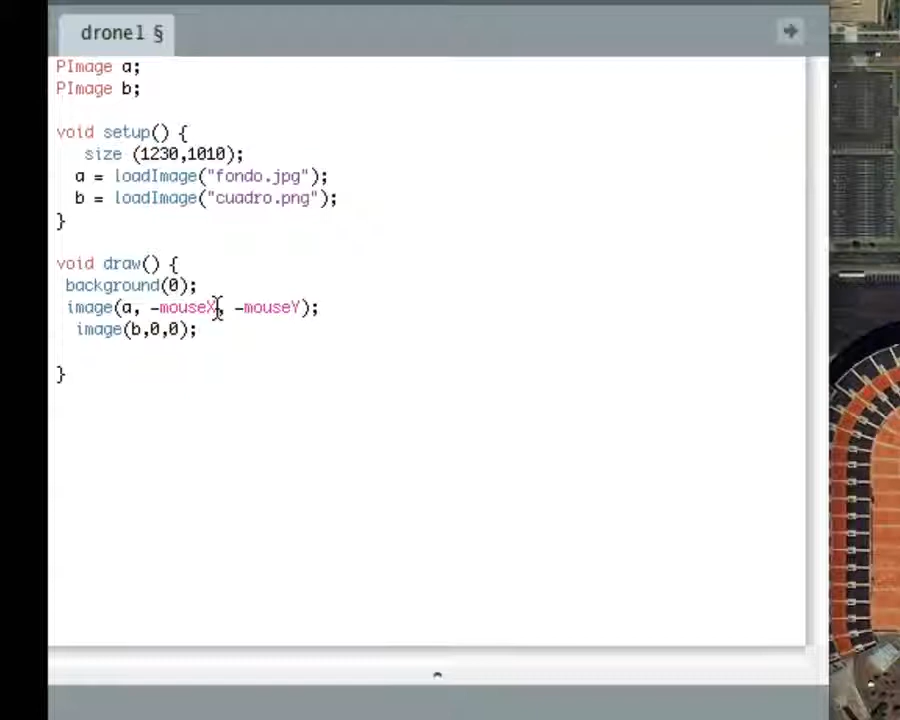 drone1 §
PImage a;
PImage b;
void setup() {
size (1230,1010);
a = loadImage("fondo.jpg");
b = loadImage("cuadro.png");
}
void draw() {
background(0);
image(a, -mouseX, -mouseY);
image(b,0,0);
}